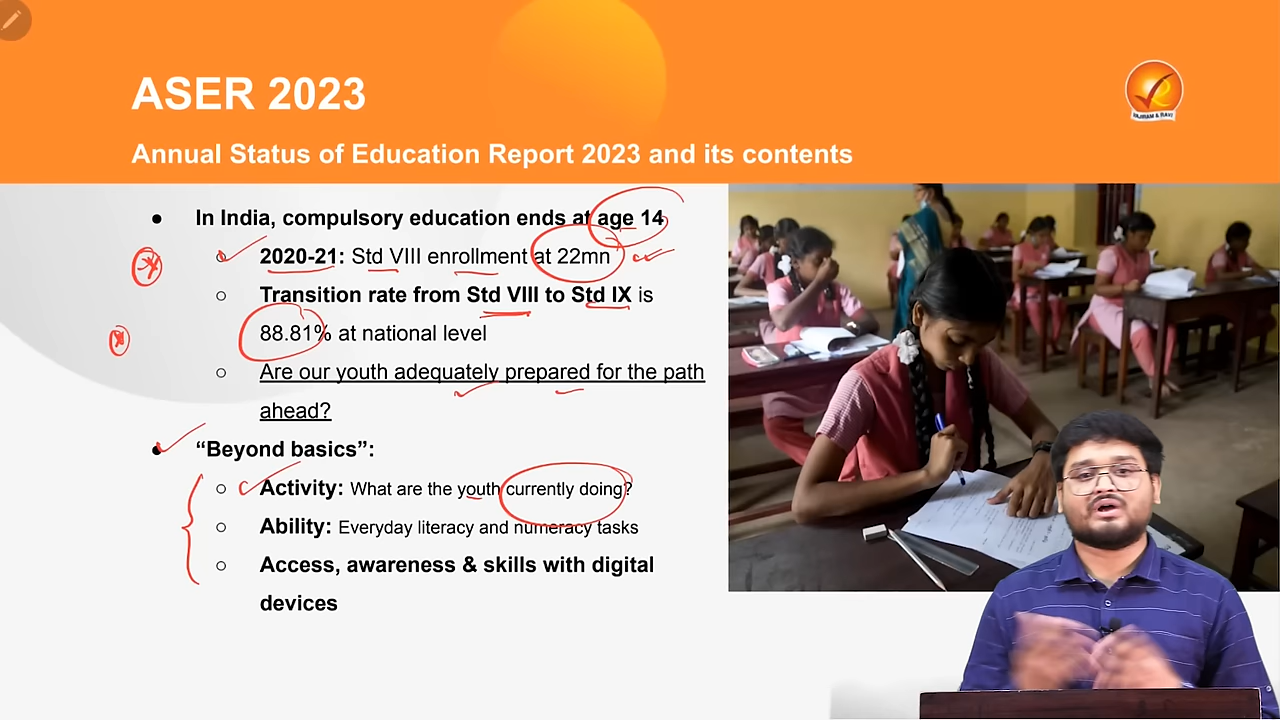 ASER 2023
Annual Status of Education Report 2023 and its contents
VAJIRAM & RAVI
● In India, compulsory education ends at age 14
○ 2020-21: Std VIII enrollment at 22mn
○ Transition rate from Std VIII to Std IX is
88.81% at national level
○ Are our youth adequately prepared for the path
ahead?
● “Beyond basics”:
○ Activity: What are the youth currently doing?
○ Ability: Everyday literacy and numeracy tasks
○ Access, awareness & skills with digital
devices